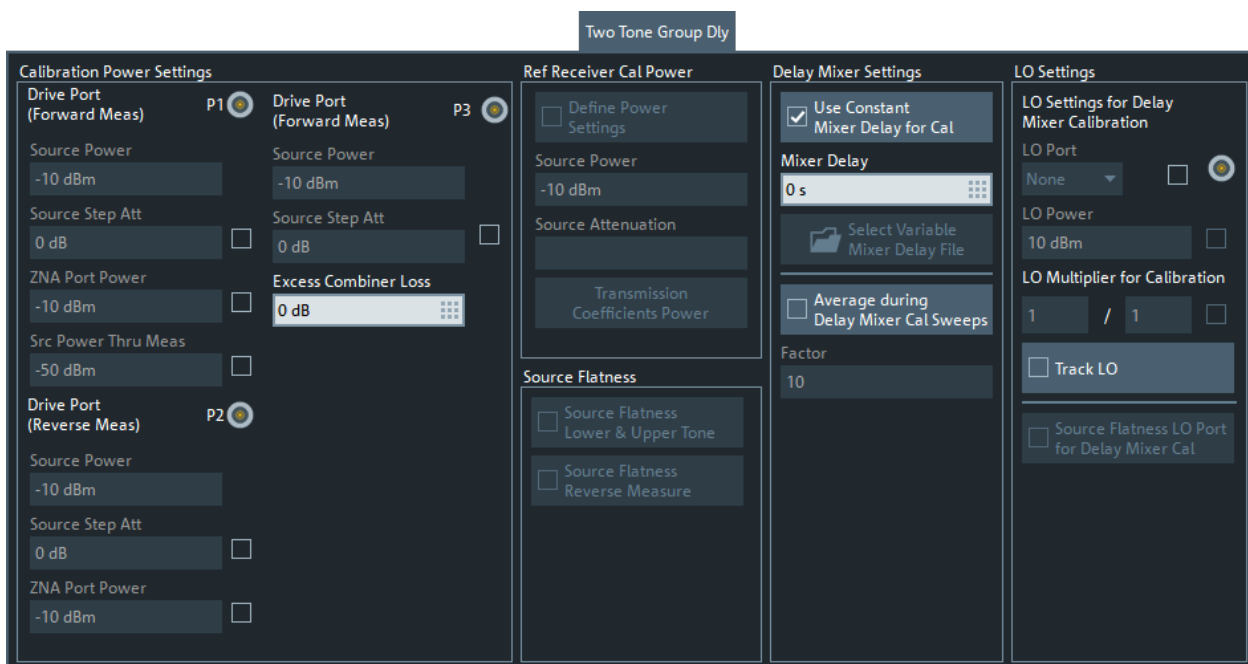 Two Tone Group Dly
Calibration Power Settings
Drive Port
(Forward Meas)
P1
Source Power
-10 dBm
Source Step Att
0 dB
ZNA Port Power
-10 dBm
Src Power Thru Meas
-50 dBm
Drive Port
(Reverse Meas)
P2
Source Power
-10 dBm
Source Step Att
0 dB
ZNA Port Power
-10 dBm
Drive Port
(Forward Meas)
P3
Source Power
-10 dBm
Source Step Att
0 dB
Excess Combiner Loss
0 dB
Ref Receiver Cal Power
Define Power
Settings
Source Power
-10 dBm
Source Attenuation
Transmission
Coefficients Power
Source Flatness
Source Flatness
Lower & Upper Tone
Source Flatness
Reverse Measure
Delay Mixer Settings
Use Constant
Mixer Delay for Cal
Mixer Delay
0 s
Select Variable
Mixer Delay File
Average during
Delay Mixer Cal Sweeps
Factor
10
LO Settings
LO Settings for Delay
Mixer Calibration
LO Port
None
LO Power
10 dBm
LO Multiplier for Calibration
1 / 1
Track LO
Source Flatness LO Port
for Delay Mixer Cal